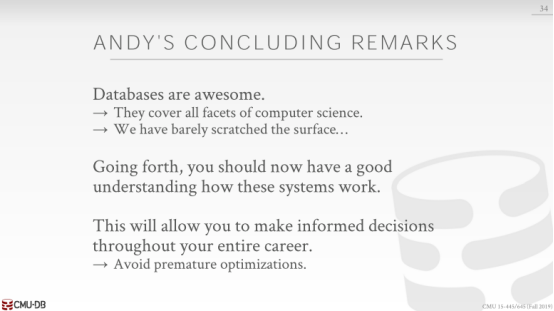 34
ANDY'S CONCLUDING REMARKS
Databases are awesome.
→ They cover all facets of computer science.
→ We have barely scratched the surface…
Going forth, you should now have a good
understanding how these systems work.
This will allow you to make informed decisions
throughout your entire career.
→ Avoid premature optimizations.
CMU·DB
CMU 15-445/645 (Fall 2019)